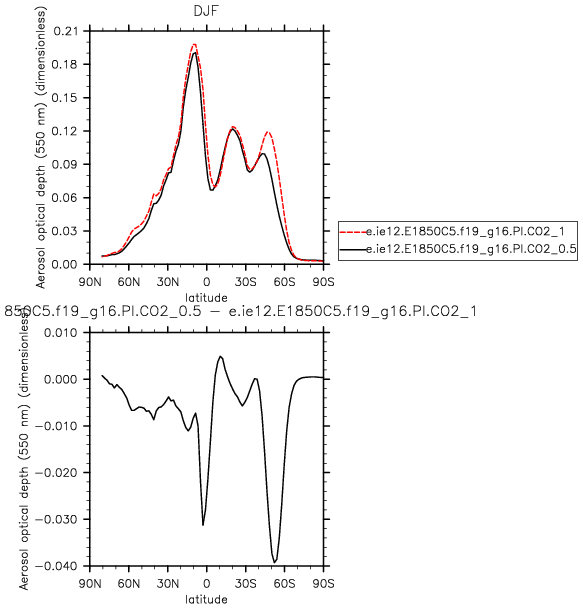 DJF
Aerosol optical depth (550 nm) (dimensionless)
0.21
0.18
0.15
0.12
0.09
0.06
0.03
0.00
90N 60N 30N 0 30S 60S 90S
latitude
e.ie12.E1850C5.f19_g16.PI.CO2_1
e.ie12.E1850C5.f19_g16.PI.CO2_0.5
850C5.f19_g16.PI.CO2_0.5 − e.ie12.E1850C5.f19_g16.PI.CO2_1
Aerosol optical depth (550 nm) (dimensionless)
0.010
0.000
−0.010
−0.020
−0.030
−0.040
90N 60N 30N 0 30S 60S 90S
latitude